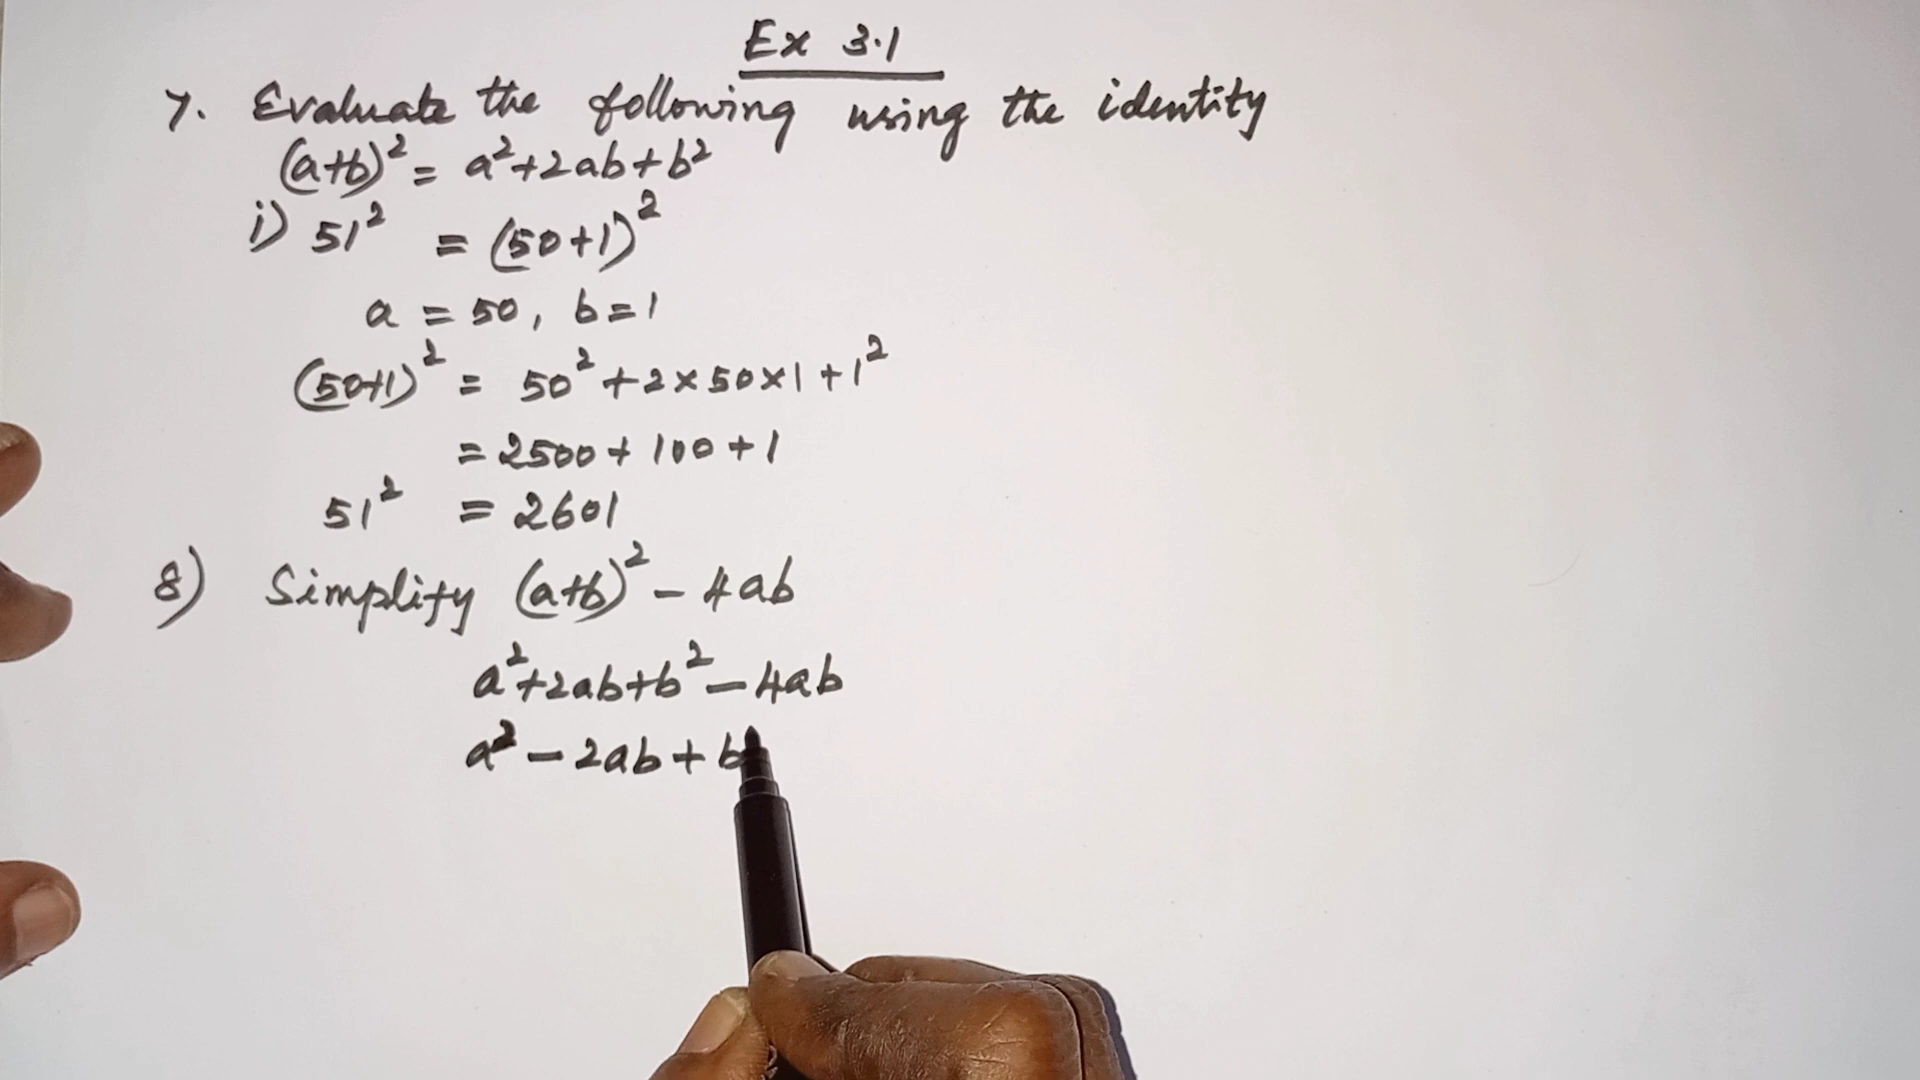 Ex 3.1
7. Evaluate the following using the identity
(a+b)² = a²+2ab+b²
i) 51² = (50+1)²
a = 50, b=1
(50+1)² = 50²+2×50×1+1²
= 2500+100+1
51² = 2601
8) Simplify (a+b)²-4ab
a²+2ab+b²-4ab
a²-2ab+b